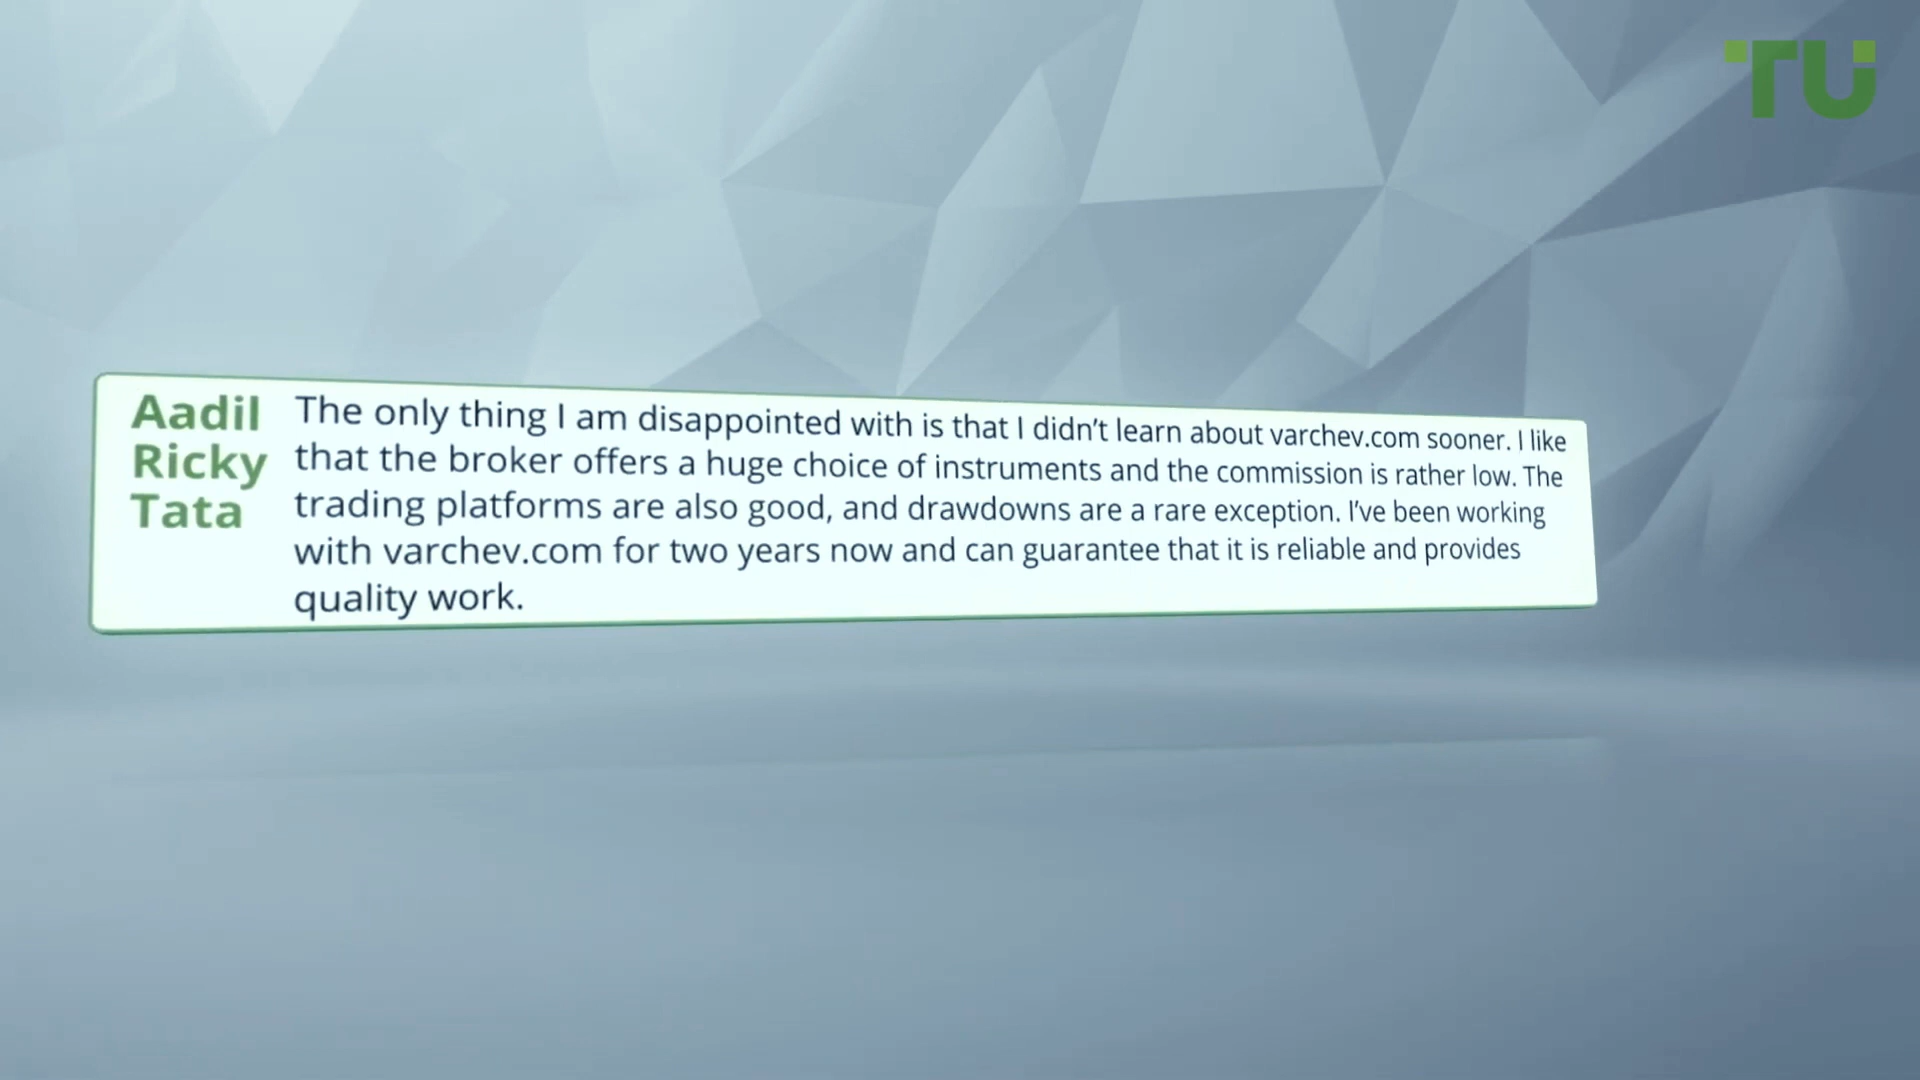 TU
Aadil
Ricky
Tata
The only thing I am disappointed with is that I didn’t learn about varchev.com sooner. I like
that the broker offers a huge choice of instruments and the commission is rather low. The
trading platforms are also good, and drawdowns are a rare exception. I’ve been working
with varchev.com for two years now and can guarantee that it is reliable and provides
quality work.